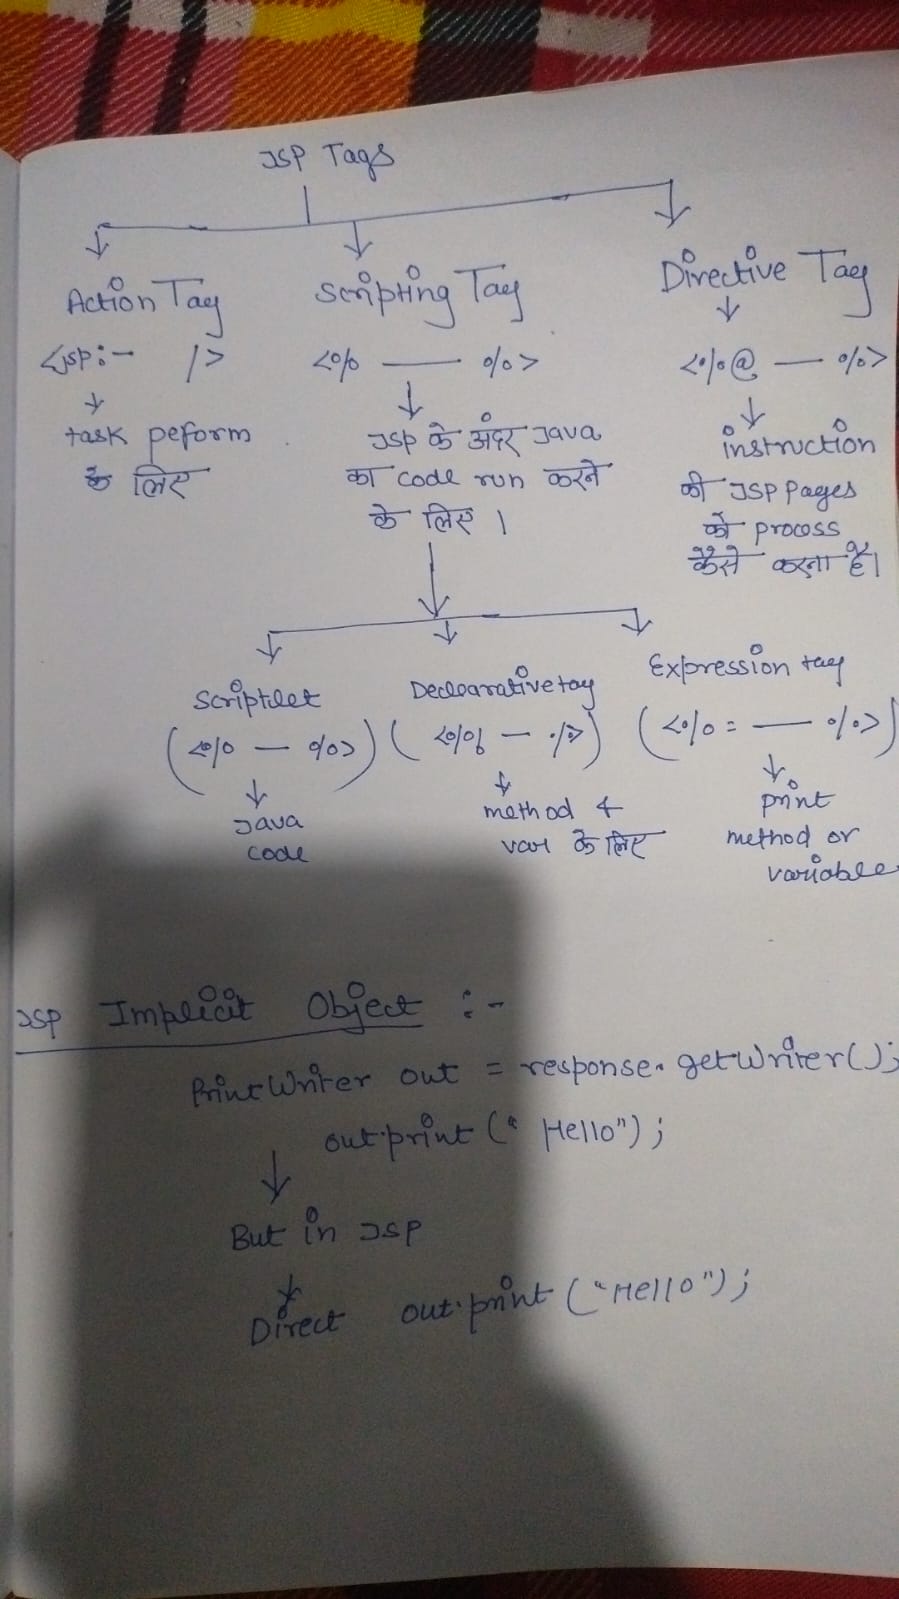 JSP Tags
Action Tag
<jsp:- />
task peform
के लिए
Scripting Tag
<% — %>
JSP के अंदर Java
का code run करने
के लिए ।
Directive Tag
<%@ — %>
instruction
की JSP Pages
को process
कैसे करना है।
Scriptlet
(<% — %>)
Java
code
Declearative tag
(<%! — %>)
method &
var के लिए
Expression tag
(<%= — %>)
print
method or
variable
JSP Implicit Object :-
PrintWriter out = response.getWriter();
out.print("Hello");
But in JSP
Direct out.print("Hello");